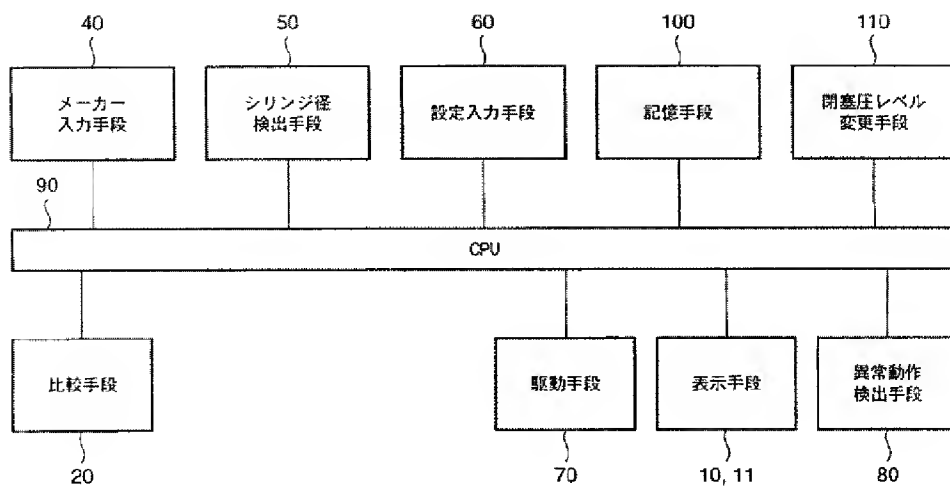 40
50
60
100
110
メーカー
入力手段
シリンジ径
検出手段
設定入力手段
記憶手段
閉塞圧レベル
変更手段
90
CPU
比較手段
駆動手段
表示手段
異常動作
検出手段
20
70
10, 11
80